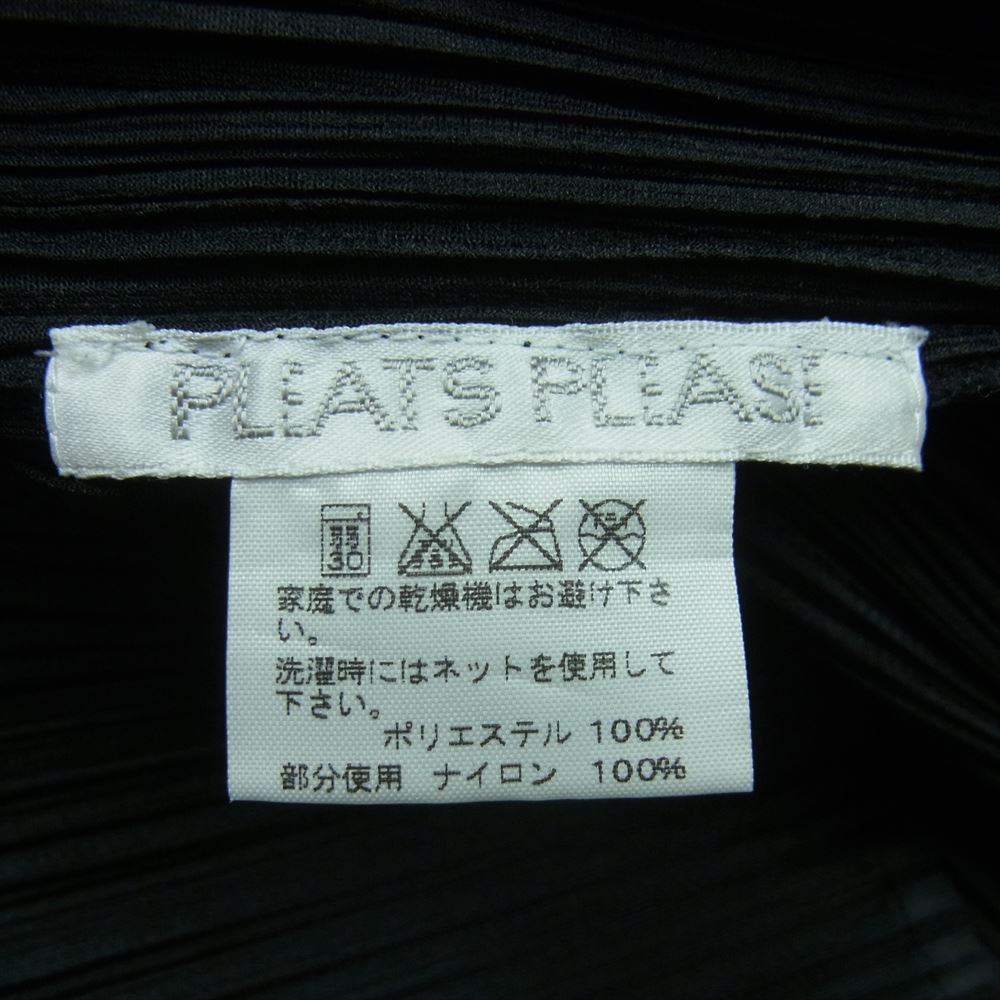 PLEATS PLEASE
弱
30
家庭での乾燥機はお避け下さ
い。
洗濯時にはネットを使用して
下さい。
ポリエステル 100%
部分使用 ナイロン 100%